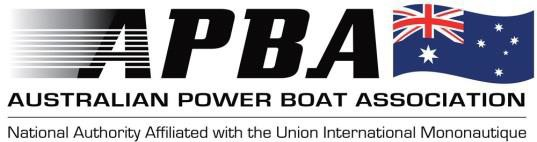 APBA
AUSTRALIAN POWER BOAT ASSOCIATION
National Authority Affiliated with the Union International Mononautique